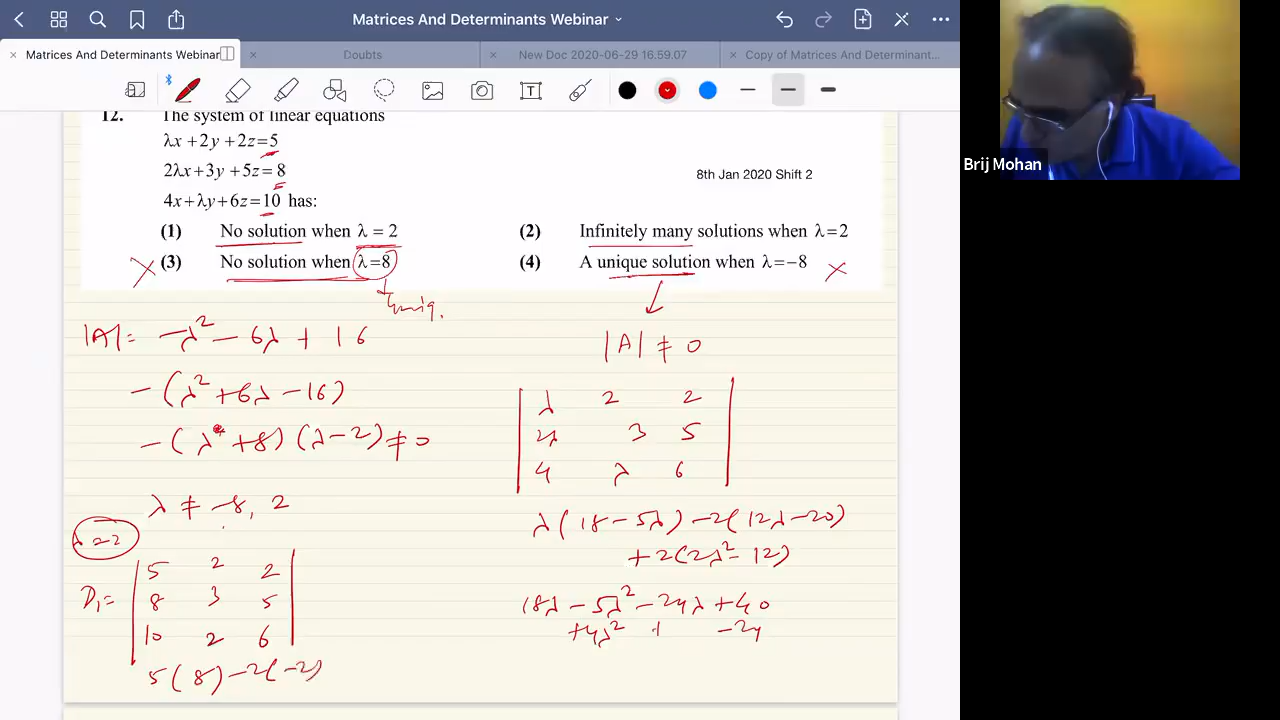 Matrices And Determinants Webinar
Matrices And Determinants Webinar
Doubts
New Doc 2020-06-29 16.59.07
Copy of Matrices And Determinant...
12. The system of linear equations
λx +2y +2z=5
2λx+3y +5z= 8
8th Jan 2020 Shift 2
4x+λy+6z=10 has:
(1) No solution when λ = 2
(2) Infinitely many solutions when λ=2
(3) No solution when λ=8
(4) A unique solution when λ=−8
Uniq.
|A| = −λ² − 6λ + 16
−(λ² + 6λ − 16)
−(λ + 8)(λ − 2) ≠ 0
λ ≠ −8, 2
λ = 2
D₁ =
5 2 2
8 3 5
10 2 6
5(8) − 2(−2)
|A| ≠ 0
λ 2 2
2λ 3 5
4 λ 6
λ(18 − 5λ) − 2(12λ − 20)
+ 2(2λ² − 12)
18λ − 5λ² − 24λ + 40
+4λ² − 24
Brij Mohan